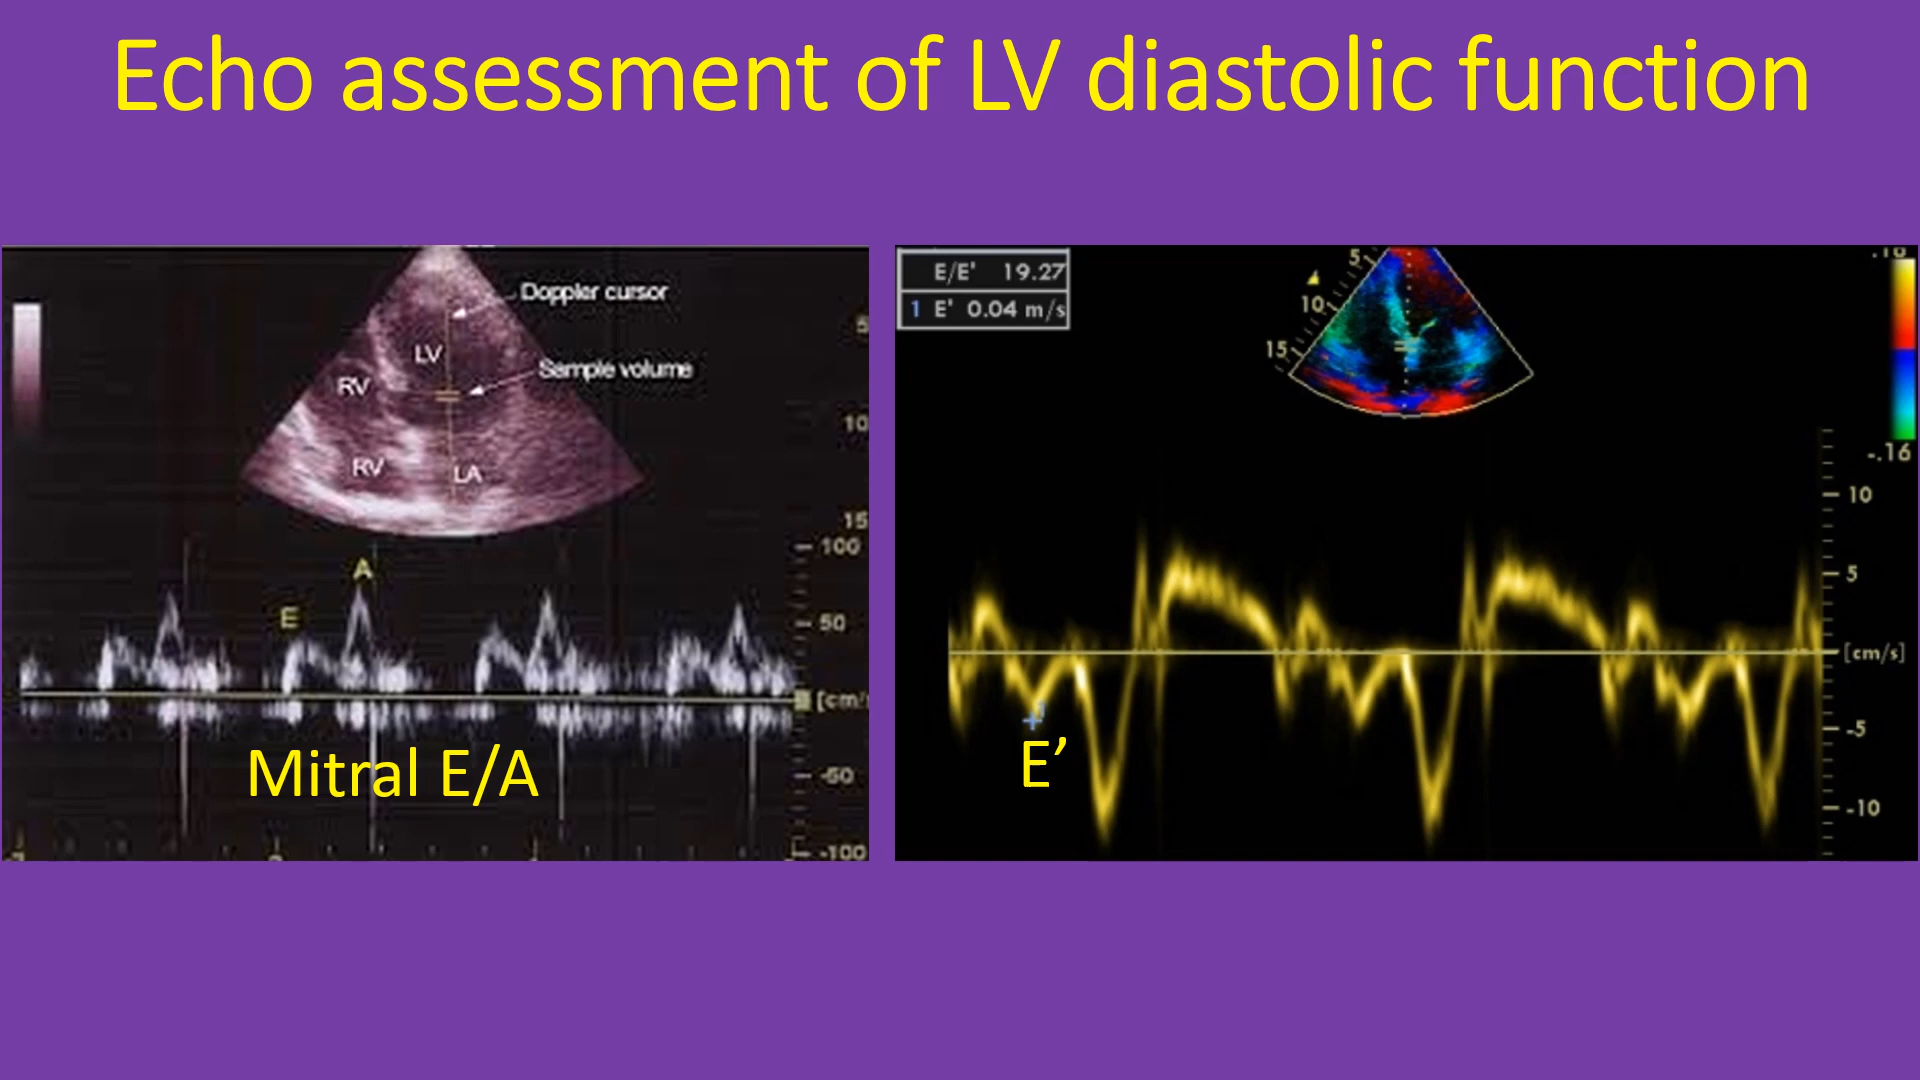 Echo assessment of LV diastolic function
Doppler cursor
LV
Sample volume
RV
RV
LA
5
10
15
A
E
100
50
[cm/
-50
-100
Mitral E/A
E/E' 19.27
1 E' 0.04 m/s
5
10
15
-.16
10
5
[cm/s]
-5
-10
1
E’